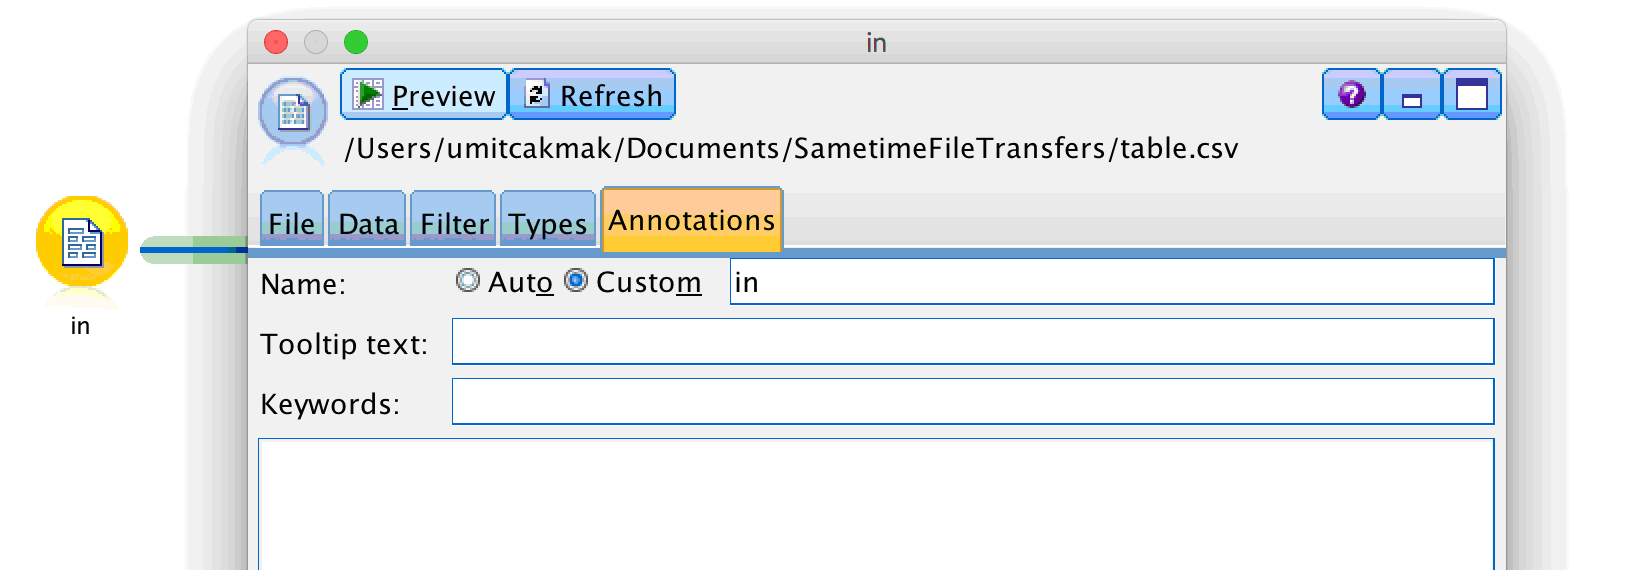 in
Preview Refresh
/Users/umitcakmak/Documents/SametimeFileTransfers/table.csv
File Data Filter Types Annotations
Name: Auto Custom in
in
Tooltip text:
Keywords: